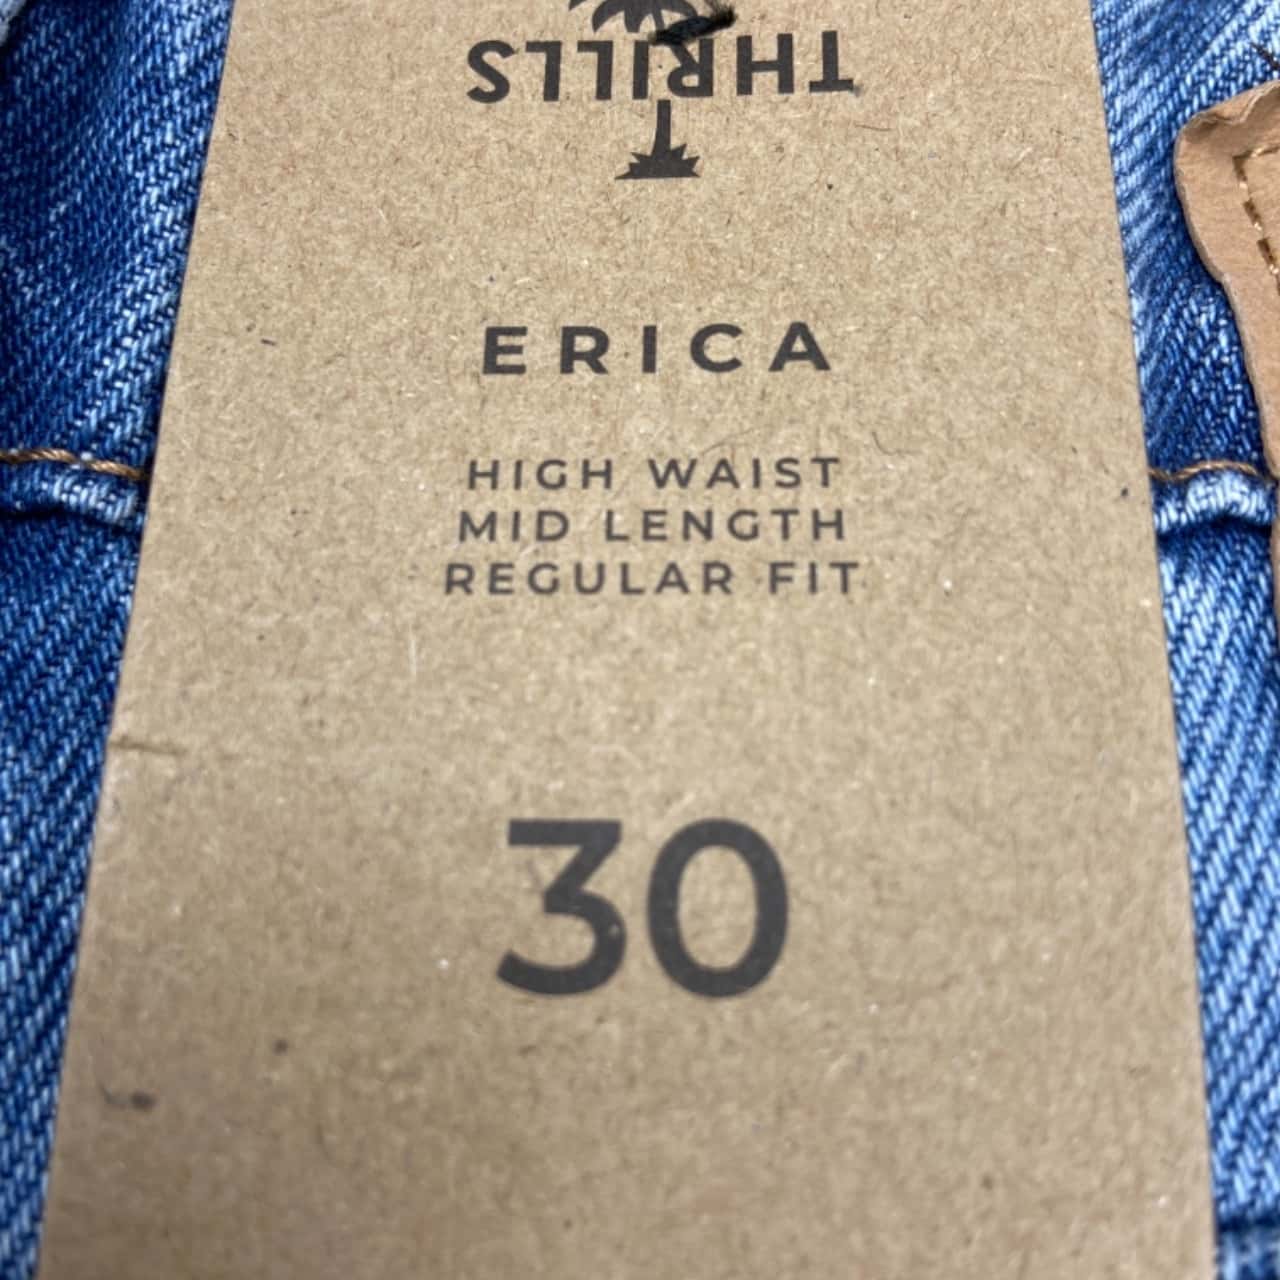 THRILLS
ERICA
HIGH WAIST
MID LENGTH
REGULAR FIT
30